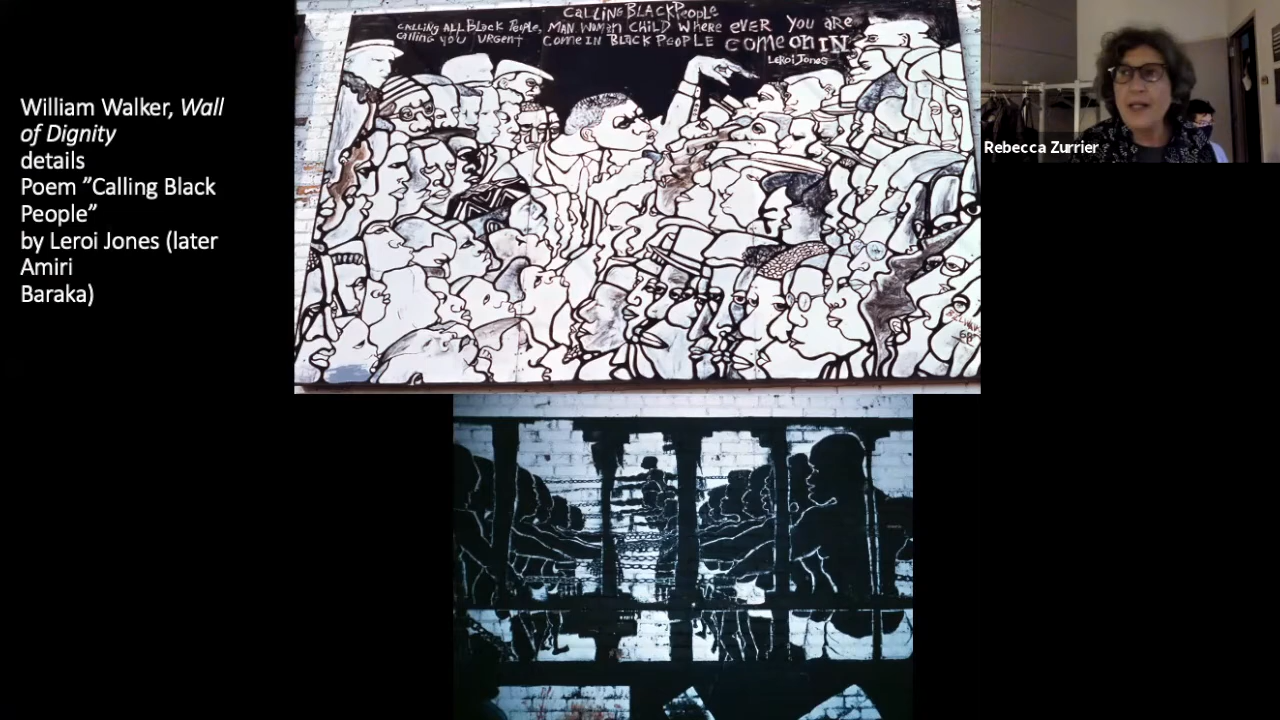 William Walker, Wall
of Dignity
details
Poem ”Calling Black
People”
by Leroi Jones (later
Amiri
Baraka)
CALLING BLACK People
CALLING ALL BLACK People, MAN WOMAN CHILD WHERE EVER YOU ARE
Calling you URGENT COME IN BLACK PEOPLE COME ON IN
LeRoi Jones
Rebecca Zurrier